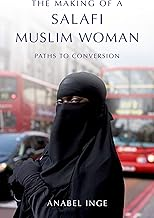 THE MAKING OF A
SALAFI
MUSLIM WOMAN
PATHS TO CONVERSION
ANABEL INGE